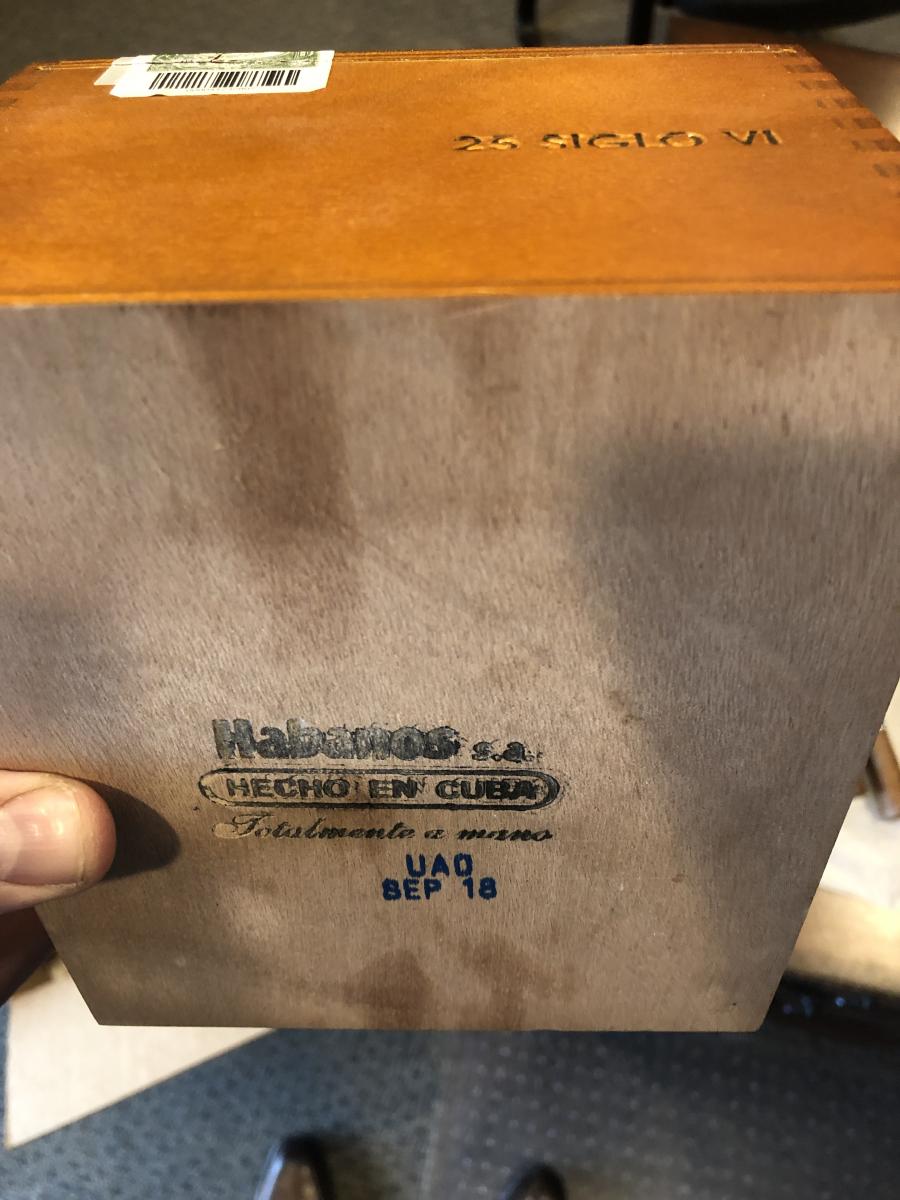 25 SIGLO VI
Habanos s.a.
HECHO EN CUBA
Totalmente a mano
UAO
SEP 18